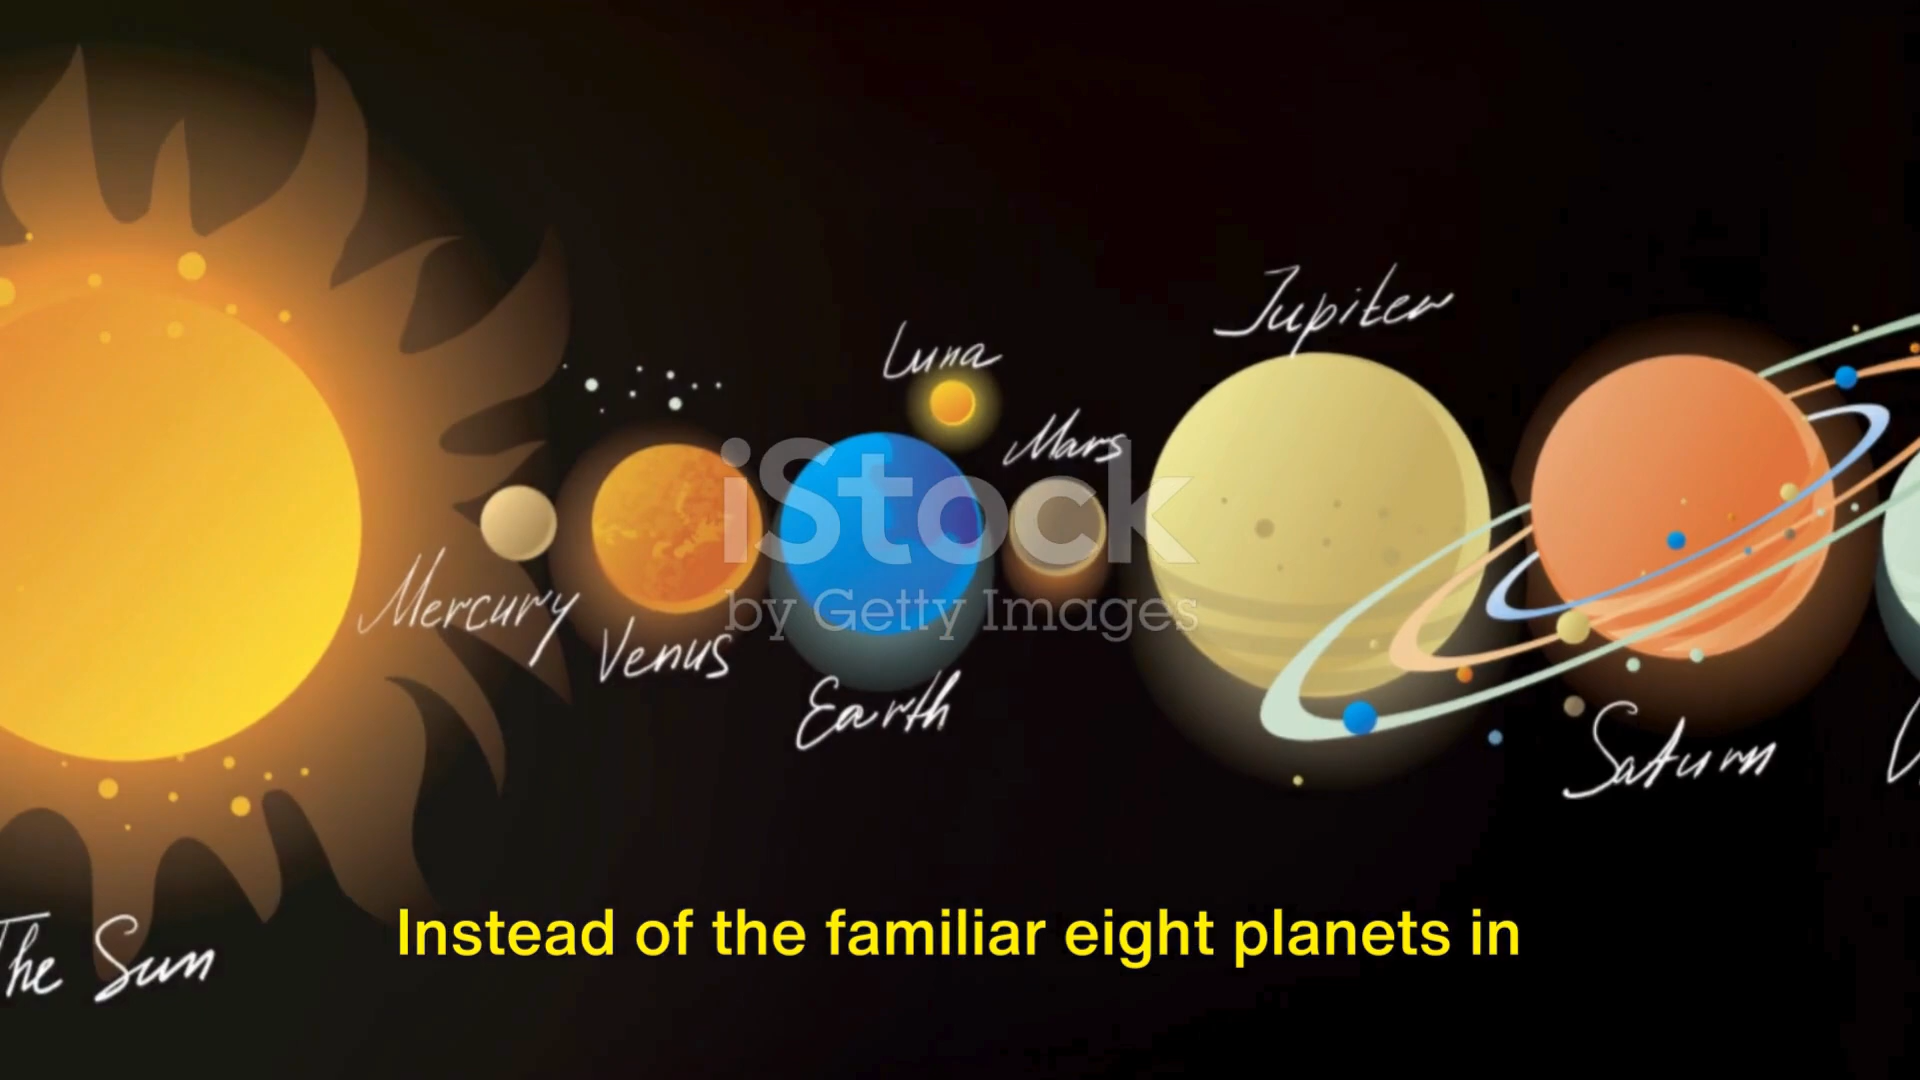 Jupiter
Luna
Mars
iStock
by Getty Images
Mercury
Venus
Earth
Saturn
The Sun
Instead of the familiar eight planets in